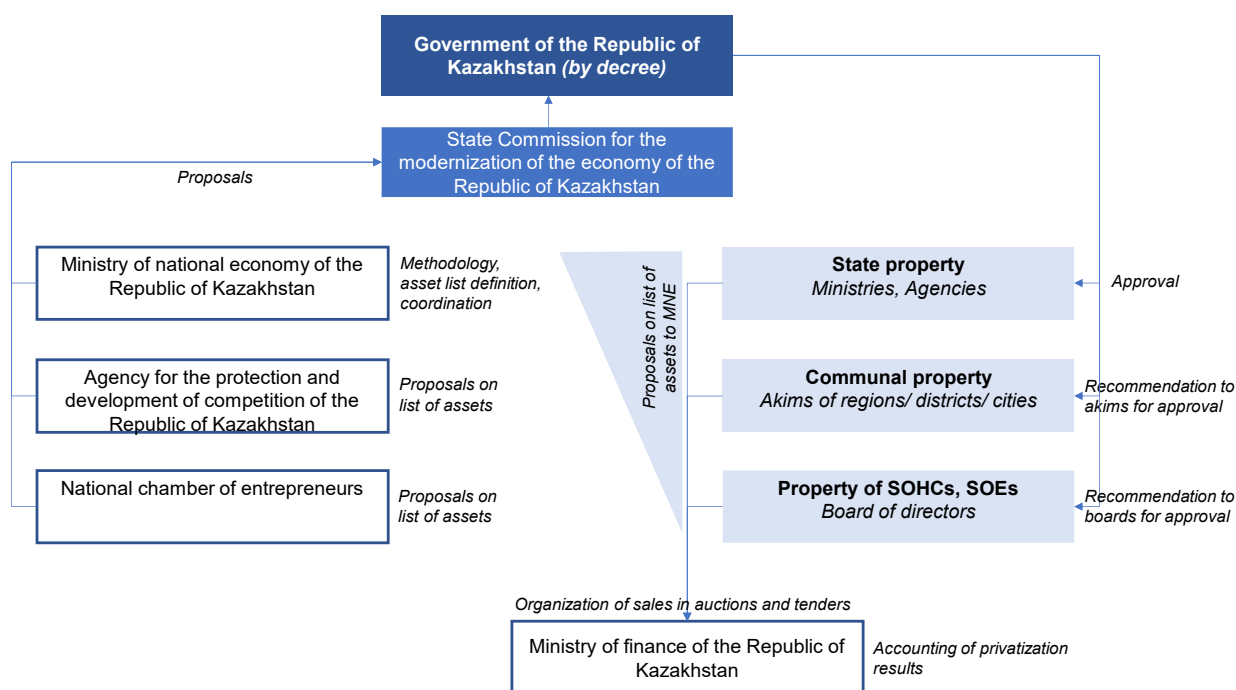 Government of the Republic of
Kazakhstan (by decree)
State Commission for the
modernization of the economy of the
Republic of Kazakhstan
Proposals
Ministry of national economy of the
Republic of Kazakhstan
Methodology,
asset list definition,
coordination
Agency for the protection and
development of competition of the
Republic of Kazakhstan
Proposals on
list of assets
National chamber of entrepreneurs
Proposals on
list of assets
Proposals on list of
assets to MNE
State property
Ministries, Agencies
Approval
Communal property
Akims of regions/ districts/ cities
Recommendation to
akims for approval
Property of SOHCs, SOEs
Board of directors
Recommendation to
boards for approval
Organization of sales in auctions and tenders
Ministry of finance of the Republic of
Kazakhstan
Accounting of privatization
results